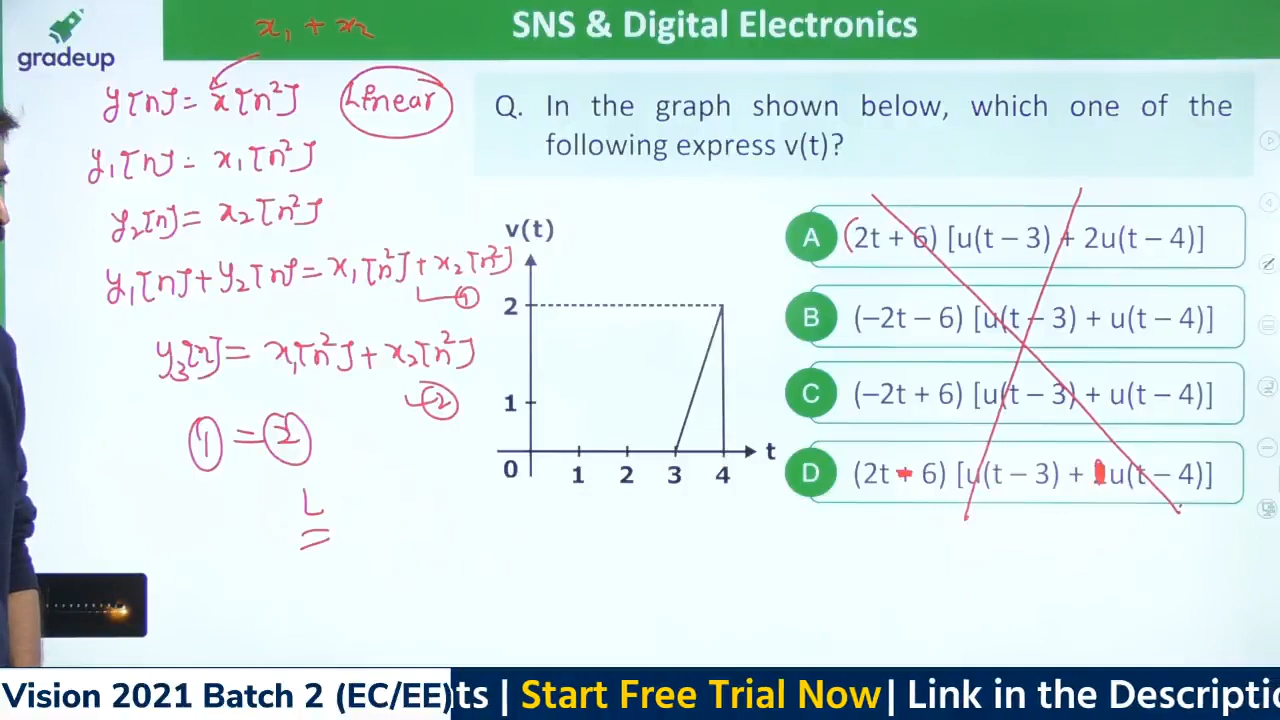 gradeup
SNS & Digital Electronics
x₁ + x₂
y[n] = x[n²]
Linear
y₁[n] = x₁[n²]
y₂[n] = x₂[n²]
y₁[n] + y₂[n] = x₁[n²] + x₂[n²]
①
y₃[n] = x₁[n²] + x₂[n²]
②
① = ②
L
Q. In the graph shown below, which one of the
following express v(t)?
v(t)
2
1
0 1 2 3 4
t
A (2t + 6) [u(t − 3) + 2u(t − 4)]
B (−2t − 6) [u(t − 3) + u(t − 4)]
C (−2t + 6) [u(t − 3) + u(t − 4)]
D (2t - 6) [u(t − 3) + u(t − 4)]
Vision 2021 Batch 2 (EC/EE)
ts | Start Free Trial Now | Link in the Descriptio